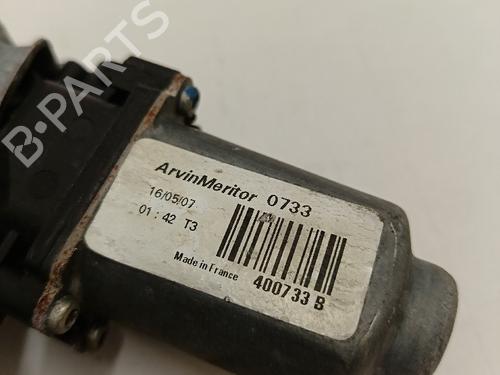 B-PARTS
ArvinMeritor 0733
16/05/07
01:42 T3
Made in France
400733 B